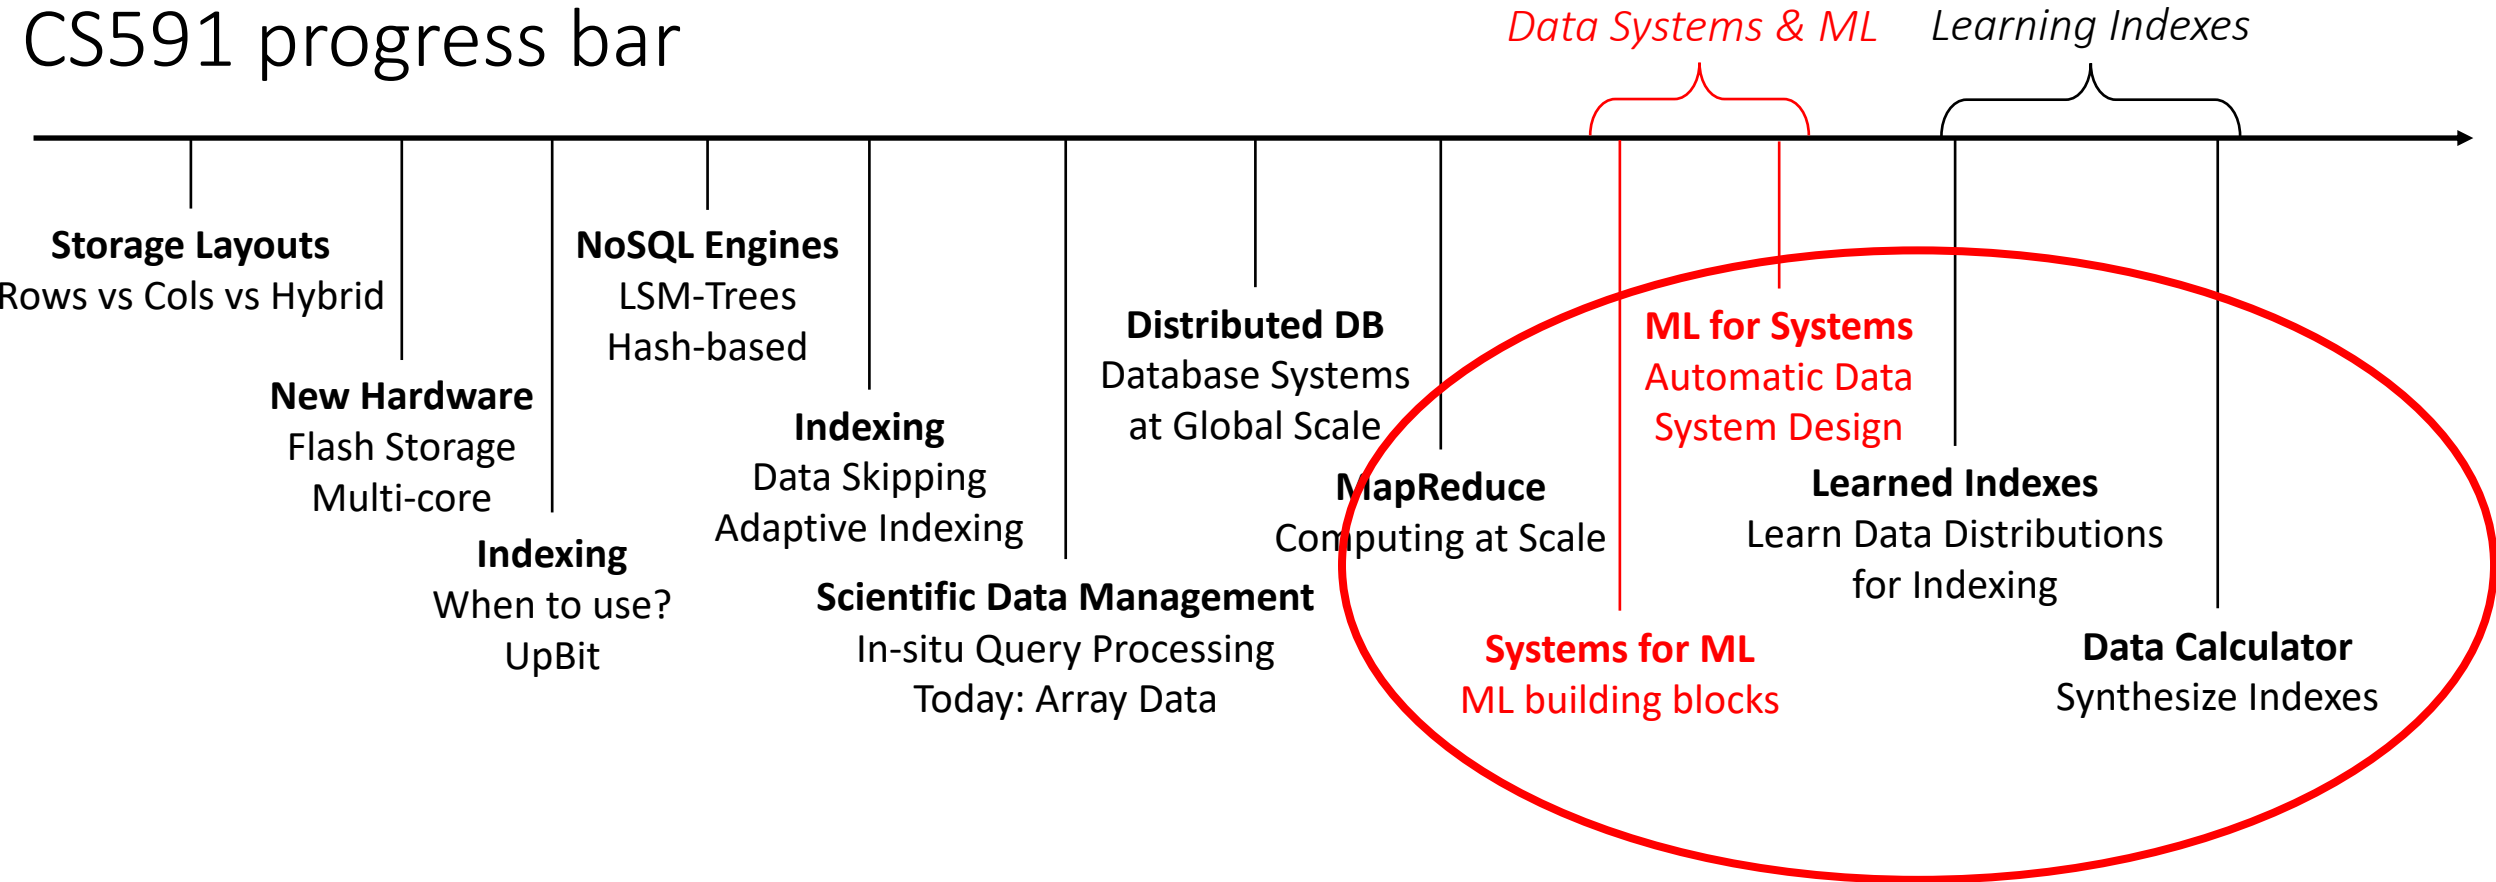 CS591 progress bar
Data Systems & ML
Learning Indexes
Storage Layouts
Rows vs Cols vs Hybrid
New Hardware
Flash Storage
Multi-core
Indexing
When to use?
UpBit
NoSQL Engines
LSM-Trees
Hash-based
Indexing
Data Skipping
Adaptive Indexing
Scientific Data Management
In-situ Query Processing
Today: Array Data
Distributed DB
Database Systems
at Global Scale
MapReduce
Computing at Scale
Systems for ML
ML building blocks
ML for Systems
Automatic Data
System Design
Learned Indexes
Learn Data Distributions
for Indexing
Data Calculator
Synthesize Indexes